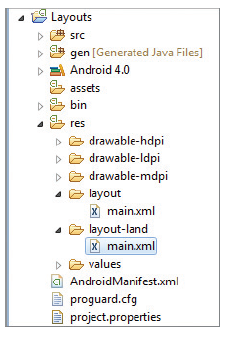 Layouts
src
gen [Generated Java Files]
Android 4.0
assets
bin
res
drawable-hdpi
drawable-ldpi
drawable-mdpi
layout
main.xml
layout-land
main.xml
values
AndroidManifest.xml
proguard.cfg
project.properties